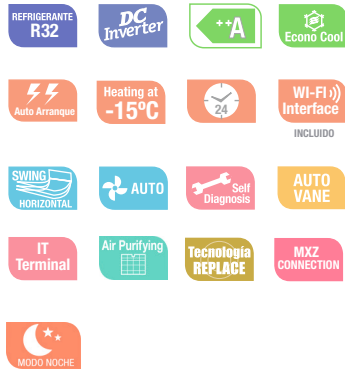 REFRIGERANTE
R32
DC
Inverter
++A
Econo Cool
Auto Arranque
Heating at
-15ºC
24
WI-FI
Interface
INCLUIDO
SWING
HORIZONTAL
AUTO
Self
Diagnosis
AUTO
VANE
IT
Terminal
Air Purifying
Tecnología
REPLACE
MXZ
CONNECTION
MODO NOCHE